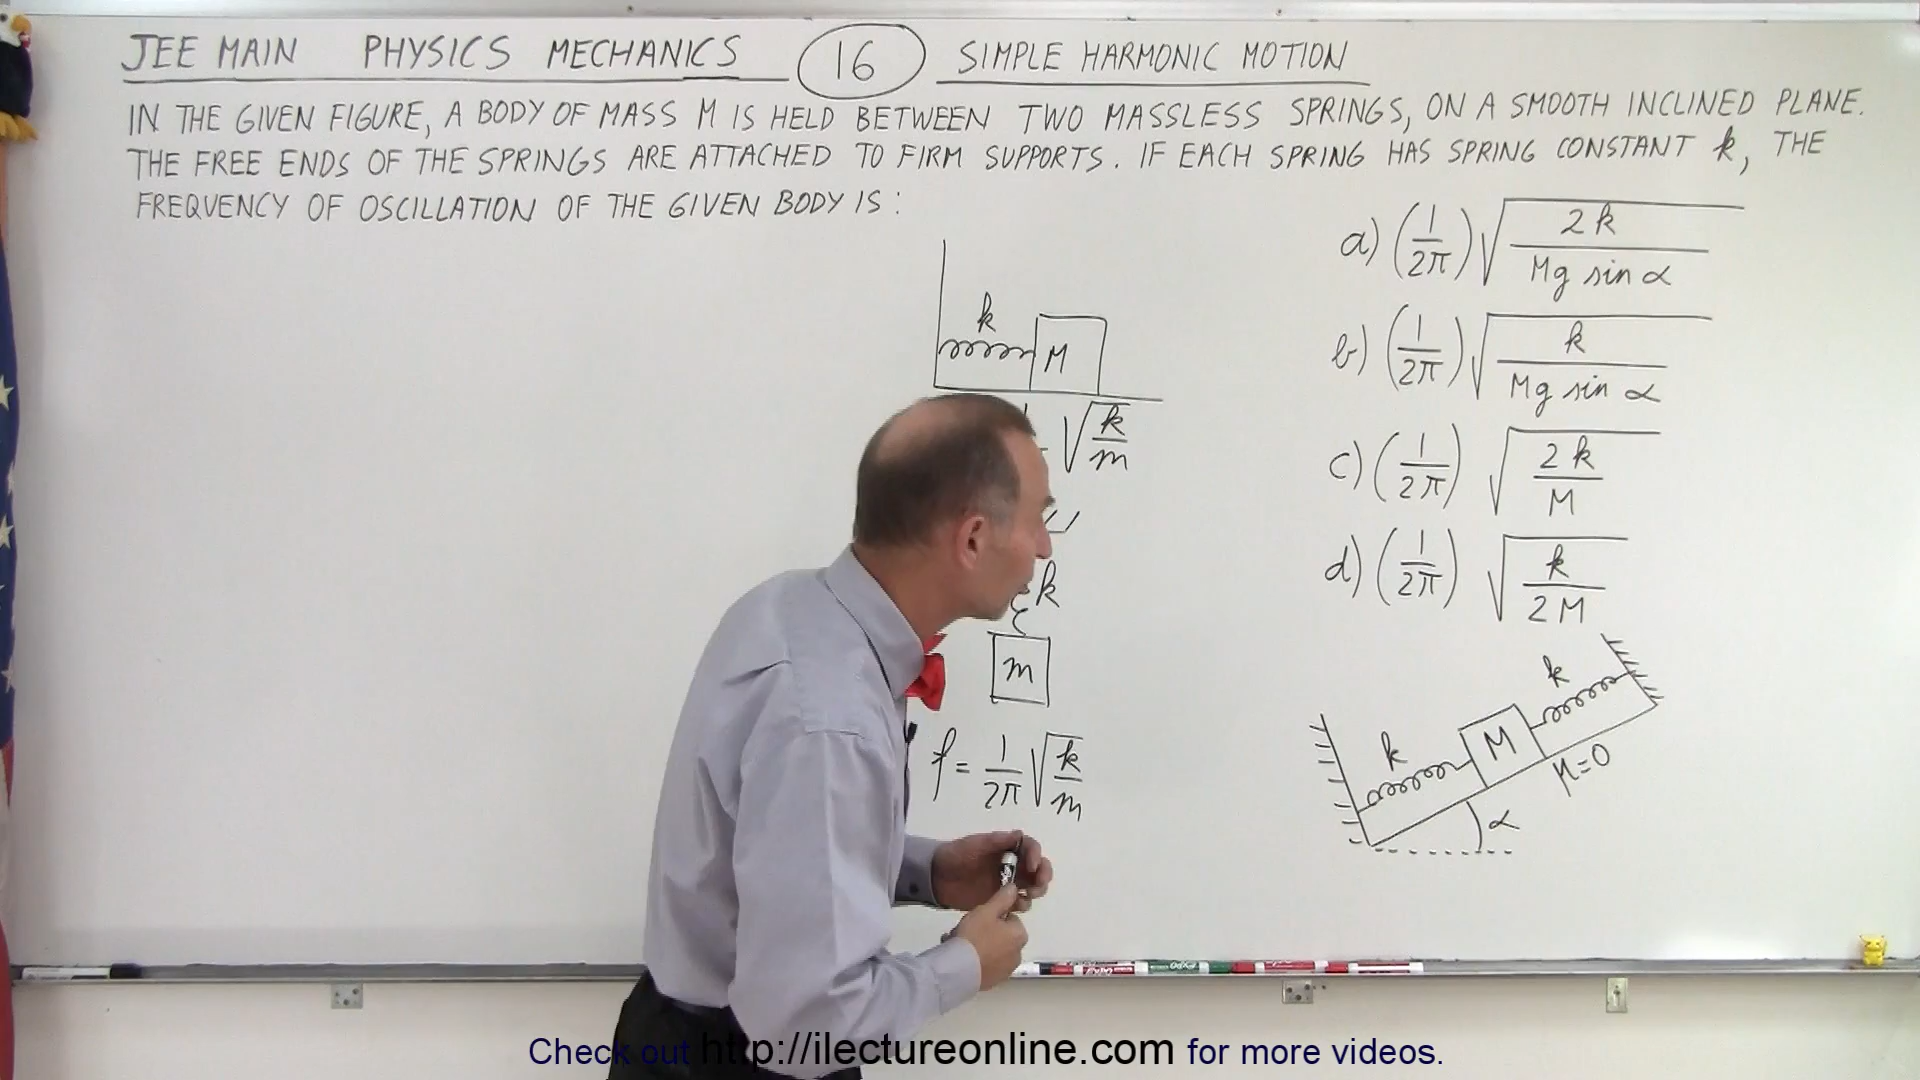 JEE MAIN PHYSICS MECHANICS 16 SIMPLE HARMONIC MOTION
IN THE GIVEN FIGURE, A BODY OF MASS M IS HELD BETWEEN TWO MASSLESS SPRINGS, ON A SMOOTH INCLINED PLANE.
THE FREE ENDS OF THE SPRINGS ARE ATTACHED TO FIRM SUPPORTS. IF EACH SPRING HAS SPRING CONSTANT k, THE
FREQUENCY OF OSCILLATION OF THE GIVEN BODY IS:
a) (1/2π) √(2k / Mg sin α)
b) (1/2π) √(k / Mg sin α)
c) (1/2π) √(2k / M)
d) (1/2π) √(k / 2M)
k
M
√(k/m)
k
m
f = 1/2π √(k/m)
k
k
M
μ=0
α
Check out http://ilectureonline.com for more videos.